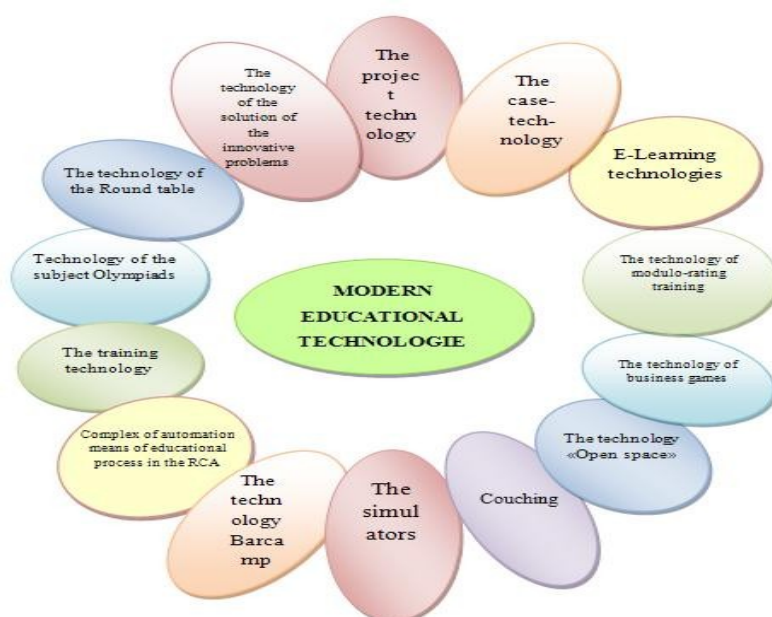 The
projec
t techn
ology
The
case-
tech-
nology
E-Learning
technologies
The technology of
modulo-rating
training
The technology of
business games
The technology
«Open space»
Couching
The
simul
ators
The
techn
ology
Barca
mp
Complex of automation
means of educational
process in the RCA
The training
technology
Technology of the
subject Olympiads
The technology of
the Round table
The
technology
of the
solution of
the
innovative
problems
MODERN
EDUCATIONAL
TECHNOLOGIE